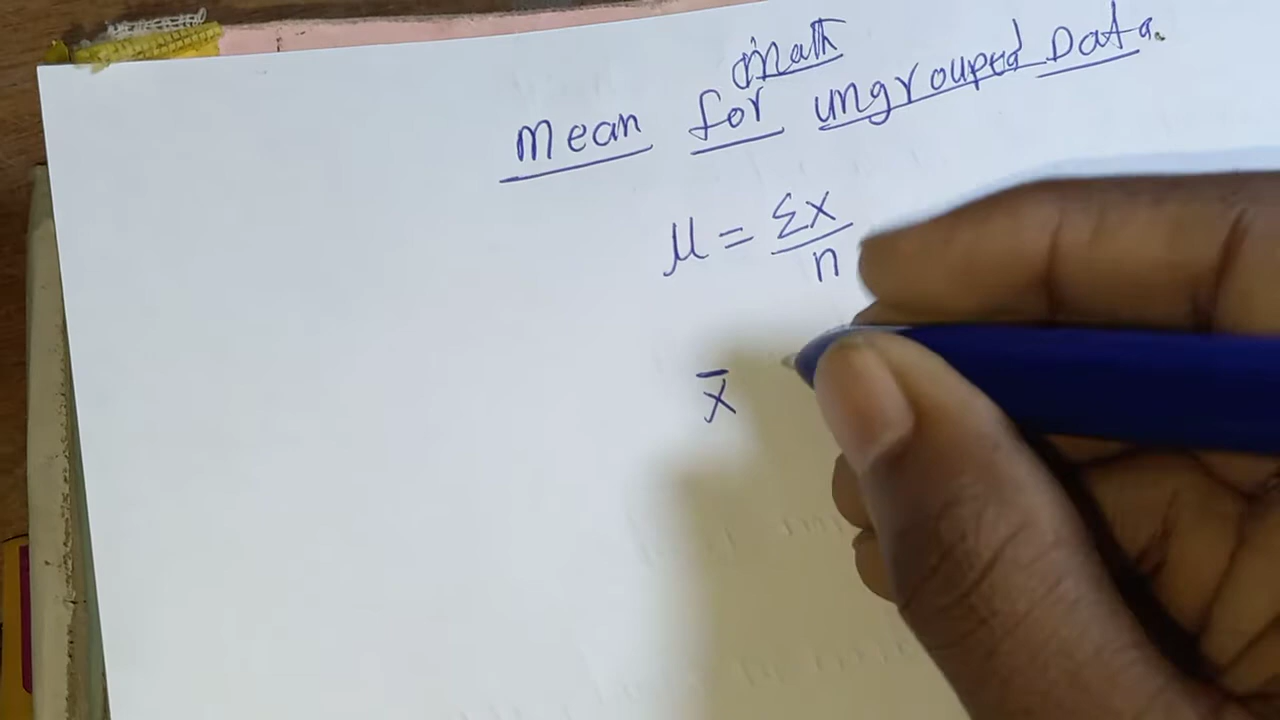 math
mean for ungrouped Data.
μ = Σx/n
x̄